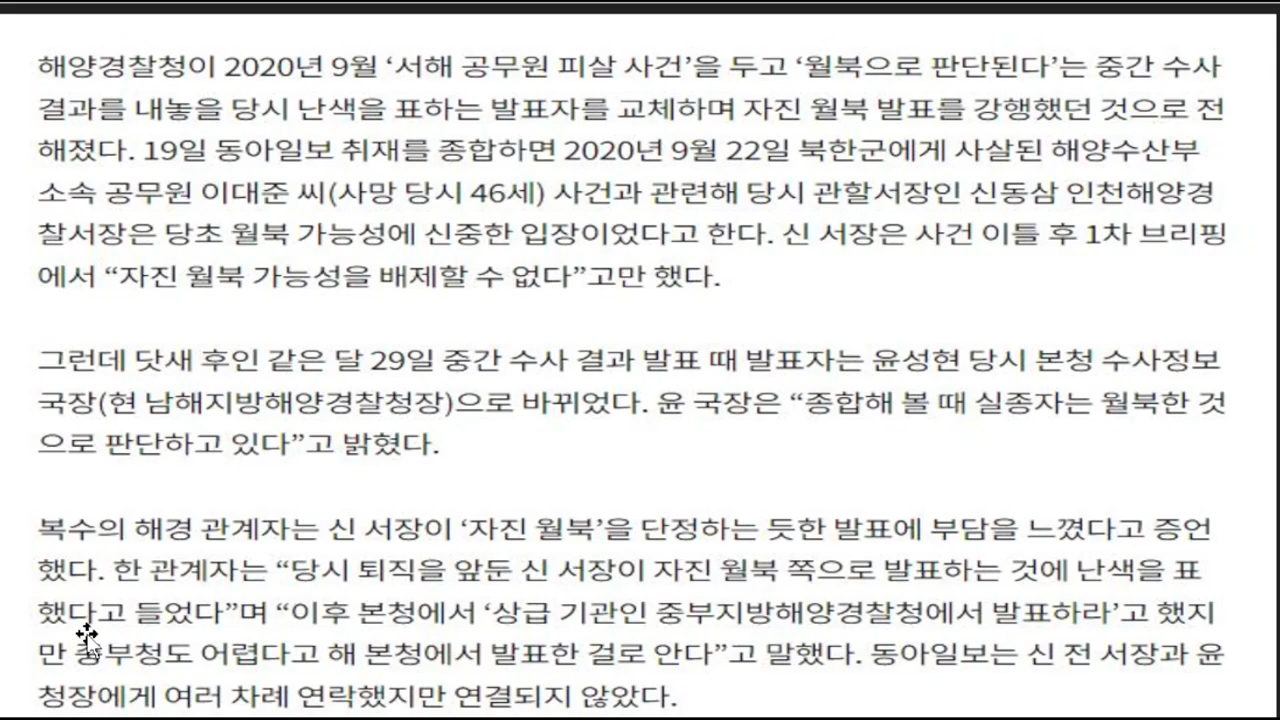 해양경찰청이 2020년 9월 ‘서해 공무원 피살 사건’을 두고 ‘월북으로 판단된다’는 중간 수사
결과를 내놓을 당시 난색을 표하는 발표자를 교체하며 자진 월북 발표를 강행했던 것으로 전
해졌다. 19일 동아일보 취재를 종합하면 2020년 9월 22일 북한군에게 사살된 해양수산부
소속 공무원 이대준 씨(사망 당시 46세) 사건과 관련해 당시 관할서장인 신동삼 인천해양경
찰서장은 당초 월북 가능성에 신중한 입장이었다고 한다. 신 서장은 사건 이틀 후 1차 브리핑
에서 “자진 월북 가능성을 배제할 수 없다”고만 했다.
그런데 닷새 후인 같은 달 29일 중간 수사 결과 발표 때 발표자는 윤성현 당시 본청 수사정보
국장(현 남해지방해양경찰청장)으로 바뀌었다. 윤 국장은 “종합해 볼 때 실종자는 월북한 것
으로 판단하고 있다”고 밝혔다.
복수의 해경 관계자는 신 서장이 ‘자진 월북’을 단정하는 듯한 발표에 부담을 느꼈다고 증언
했다. 한 관계자는 “당시 퇴직을 앞둔 신 서장이 자진 월북 쪽으로 발표하는 것에 난색을 표
했다고 들었다”며 “이후 본청에서 ‘상급 기관인 중부지방해양경찰청에서 발표하라’고 했지
만 중부청도 어렵다고 해 본청에서 발표한 걸로 안다”고 말했다. 동아일보는 신 전 서장과 윤
청장에게 여러 차례 연락했지만 연결되지 않았다.